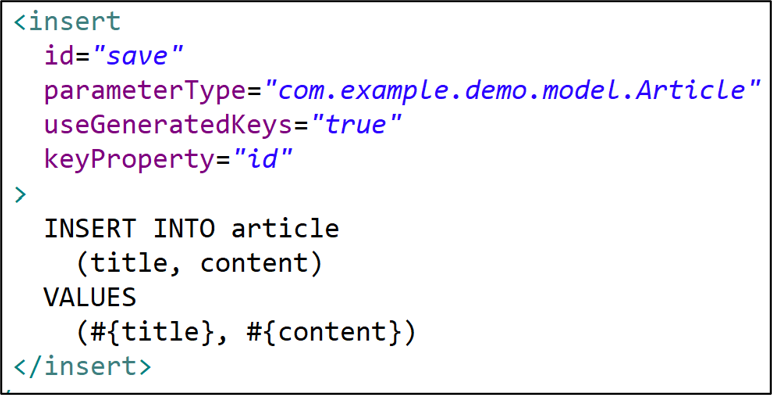 <insert
id="save"
parameterType="com.example.demo.model.Article"
useGeneratedKeys="true"
keyProperty="id"
>
INSERT INTO article
(title, content)
VALUES
(#{title}, #{content})
</insert>